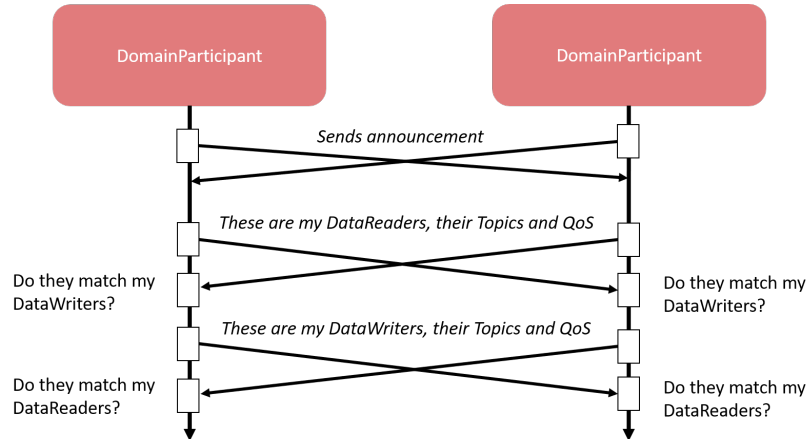 DomainParticipant
DomainParticipant
Sends announcement
These are my DataReaders, their Topics and QoS
Do they match my
DataWriters?
Do they match my
DataWriters?
These are my DataWriters, their Topics and QoS
Do they match my
DataReaders?
Do they match my
DataReaders?